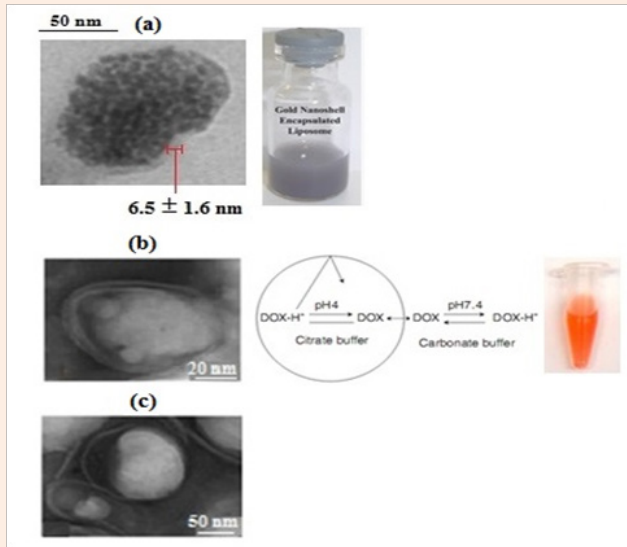 50 nm
(a)
Gold Nanoshell
Encapsulated
Liposome
6.5 ± 1.6 nm
(b)
20 nm
DOX-H⁺ pH4 DOX
Citrate buffer
DOX pH7.4 DOX-H⁺
Carbonate buffer
(c)
50 nm